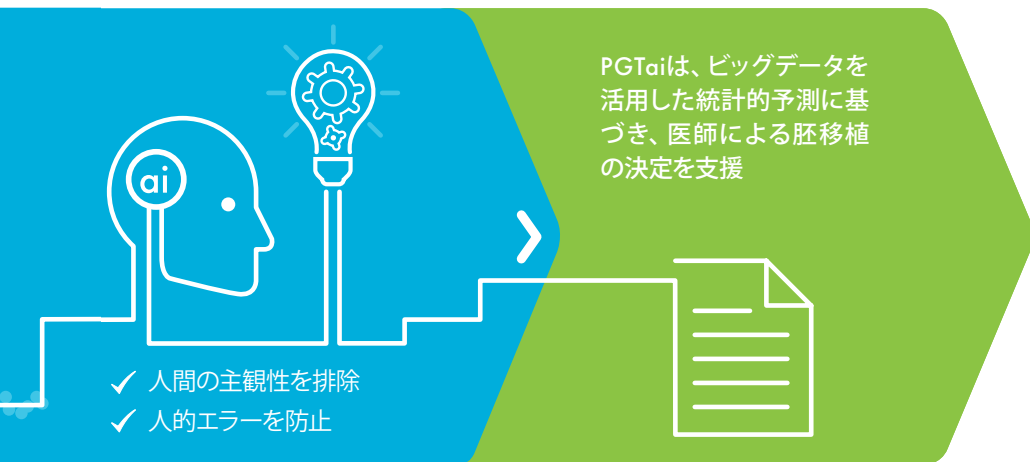 ai
人間の主観性を排除
人的エラーを防止
PGTaiは、ビッグデータを
活用した統計的予測に基
づき、医師による胚移植
の決定を支援